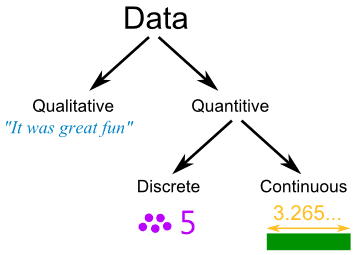 Data
Qualitative
Quantitive
"It was great fun"
Discrete
Continuous
5
3.265...